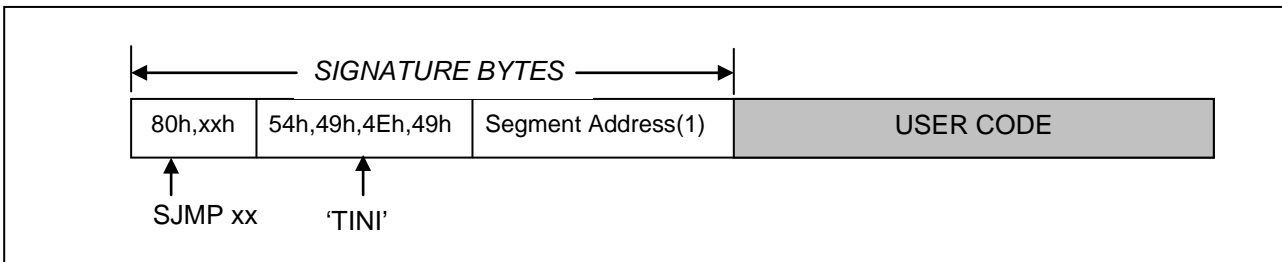 SIGNATURE BYTES
80h,xxh 54h,49h,4Eh,49h Segment Address(1) USER CODE
SJMP xx ‘TINI’